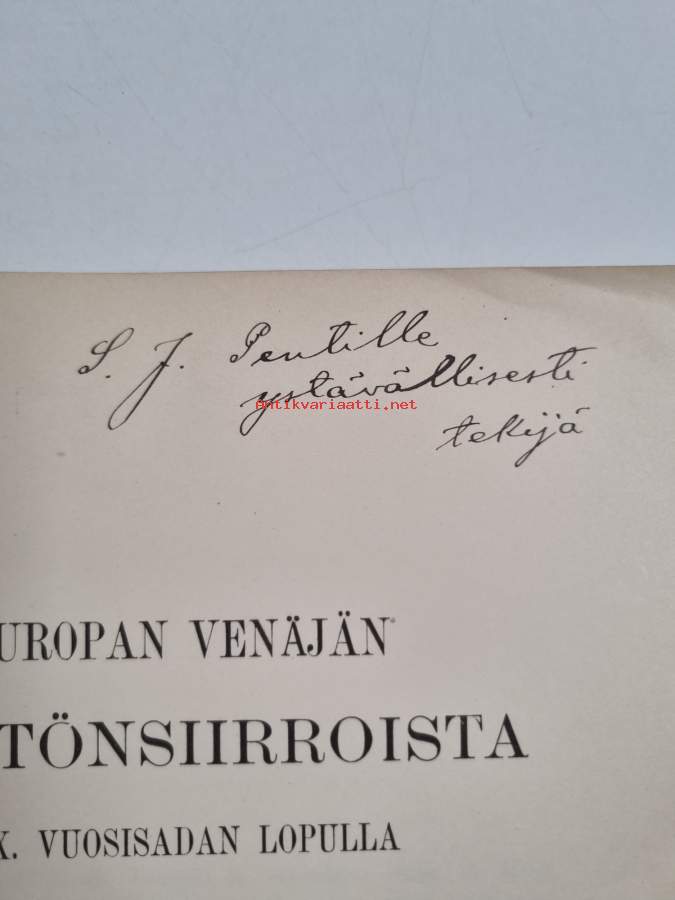 S. J. Pentille
ystävällisesti
Antikvariaatti.net
tekijä
UROPAN VENÄJÄN
TÖNSIIRROISTA
X. VUOSISADAN LOPULLA